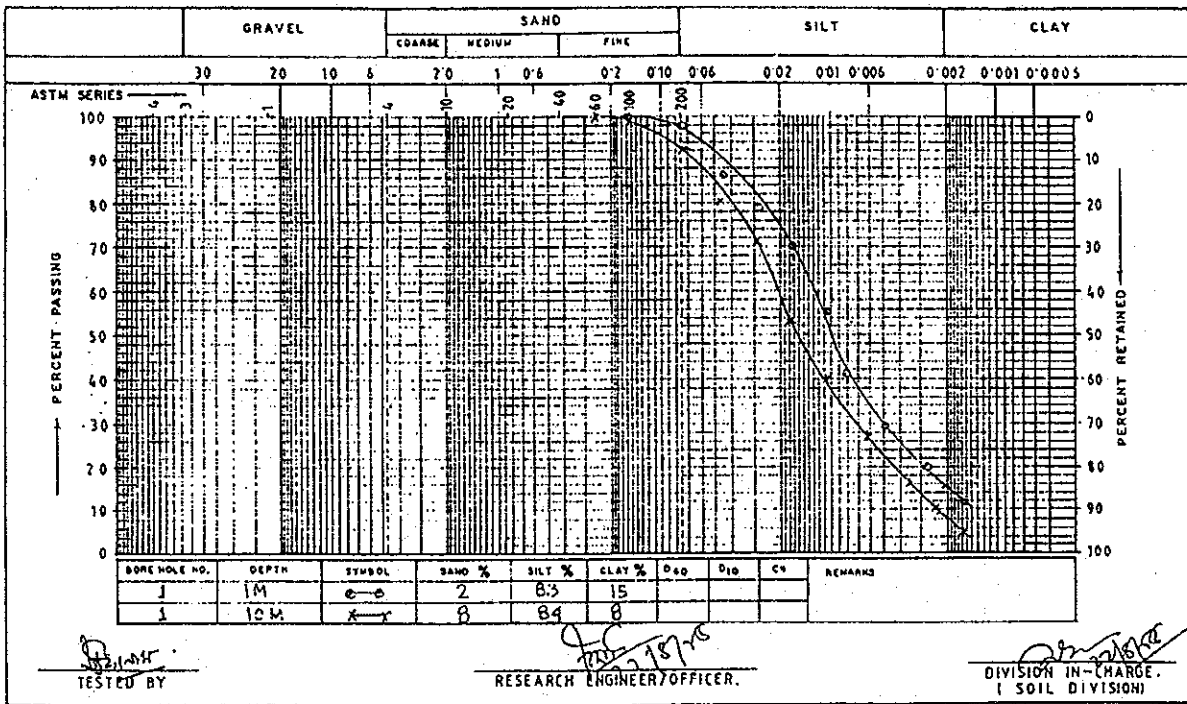 GRAVEL SAND SILT CLAY
COARSE MEDIUM FINE
30 20 10 6 2·0 1 0·6 0·2 0·10 0·06 0·02 0·01 0·006 0·002 0·001 0·0005
ASTM SERIES
4 3 1 4 10 20 40 60 100 200
100 0
90 10
80 20
70 30
60 40
50 50
40 60
30 70
20 80
10 90
0 100
PERCENT PASSING
PERCENT RETAINED
BORE HOLE NO. DEPTH SYMBOL SAND % SILT % CLAY % D60 D10 Cu REMARKS
1 1M 2 83 15
1 10M 8 84 8
TESTED BY
RESEARCH ENGINEER/OFFICER.
DIVISION IN-CHARGE.
( SOIL DIVISION)